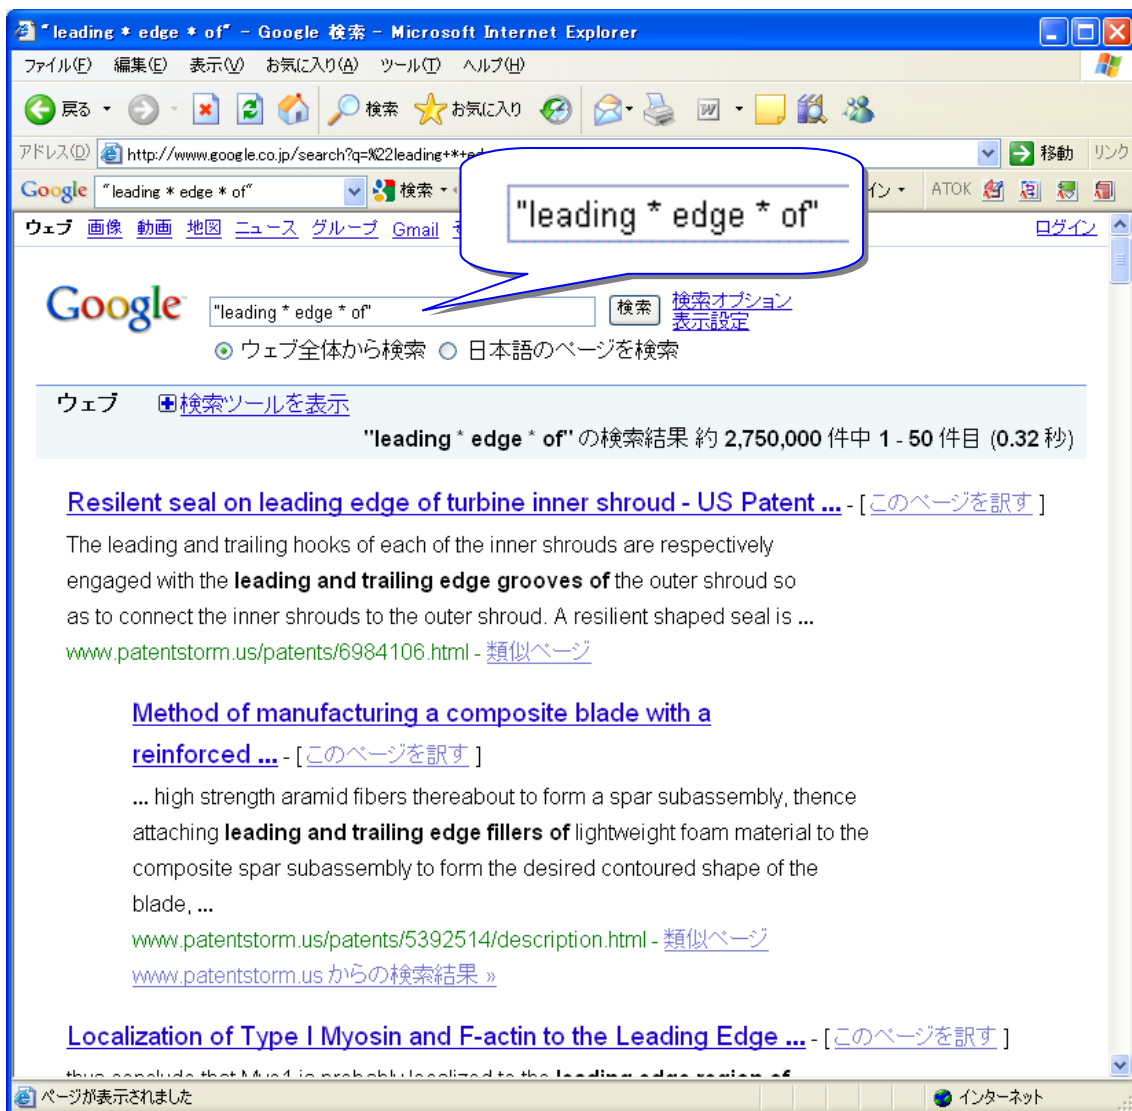 "leading * edge * of" - Google 検索 - Microsoft Internet Explorer
ファイル(F) 編集(E) 表示(V) お気に入り(A) ツール(T) ヘルプ(H)
戻る 検索 お気に入り
アドレス(D) http://www.google.co.jp/search?q=%22leading+*+ed 移動 リンク
Google "leading * edge * of" 検索 イン ATOK
"leading * edge * of"
ウェブ 画像 動画 地図 ニュース グループ Gmail ログイン
Google "leading * edge * of" 検索 検索オプション
表示設定
ウェブ全体から検索 日本語のページを検索
ウェブ 検索ツールを表示
"leading * edge * of" の検索結果 約 2,750,000 件中 1 - 50 件目 (0.32 秒)
Resilent seal on leading edge of turbine inner shroud - US Patent ... - [ このページを訳す ]
The leading and trailing hooks of each of the inner shrouds are respectively
engaged with the leading and trailing edge grooves of the outer shroud so
as to connect the inner shrouds to the outer shroud. A resilient shaped seal is ...
www.patentstorm.us/patents/6984106.html - 類似ページ
Method of manufacturing a composite blade with a
reinforced ... - [ このページを訳す ]
... high strength aramid fibers thereabout to form a spar subassembly, thence
attaching leading and trailing edge fillers of lightweight foam material to the
composite spar subassembly to form the desired contoured shape of the
blade, ...
www.patentstorm.us/patents/5392514/description.html - 類似ページ
www.patentstorm.us からの検索結果 »
Localization of Type I Myosin and F-actin to the Leading Edge ... - [ このページを訳す ]
thus conclude that Myo1 is probably localized to the leading edge region of
ページが表示されました インターネット